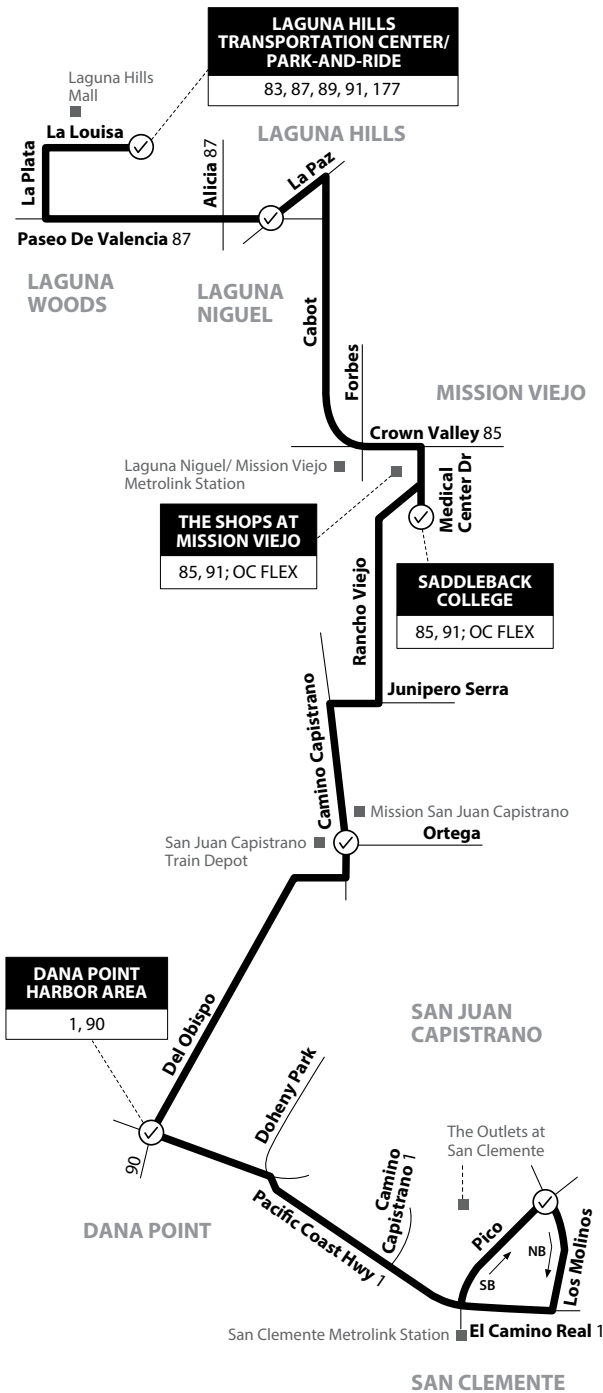 LAGUNA HILLS
TRANSPORTATION CENTER/
PARK-AND-RIDE
83, 87, 89, 91, 177
Laguna Hills
Mall
La Louisa
LAGUNA HILLS
La Plata
Alicia 87
La Paz
Paseo De Valencia 87
LAGUNA
WOODS
LAGUNA
NIGUEL
Cabot
Forbes
MISSION VIEJO
Crown Valley 85
Laguna Niguel/ Mission Viejo
Metrolink Station
Medical
Center Dr
THE SHOPS AT
MISSION VIEJO
85, 91; OC FLEX
SADDLEBACK
COLLEGE
85, 91; OC FLEX
Rancho Viejo
Junipero Serra
Camino Capistrano
Mission San Juan Capistrano
Ortega
San Juan Capistrano
Train Depot
DANA POINT
HARBOR AREA
1, 90
Del Obispo
SAN JUAN
CAPISTRANO
Doheny Park
90
The Outlets at
San Clemente
Camino
Capistrano 1
DANA POINT
Pacific Coast Hwy 1
Pico
NB
SB
Los Molinos
San Clemente Metrolink Station
El Camino Real 1
SAN CLEMENTE